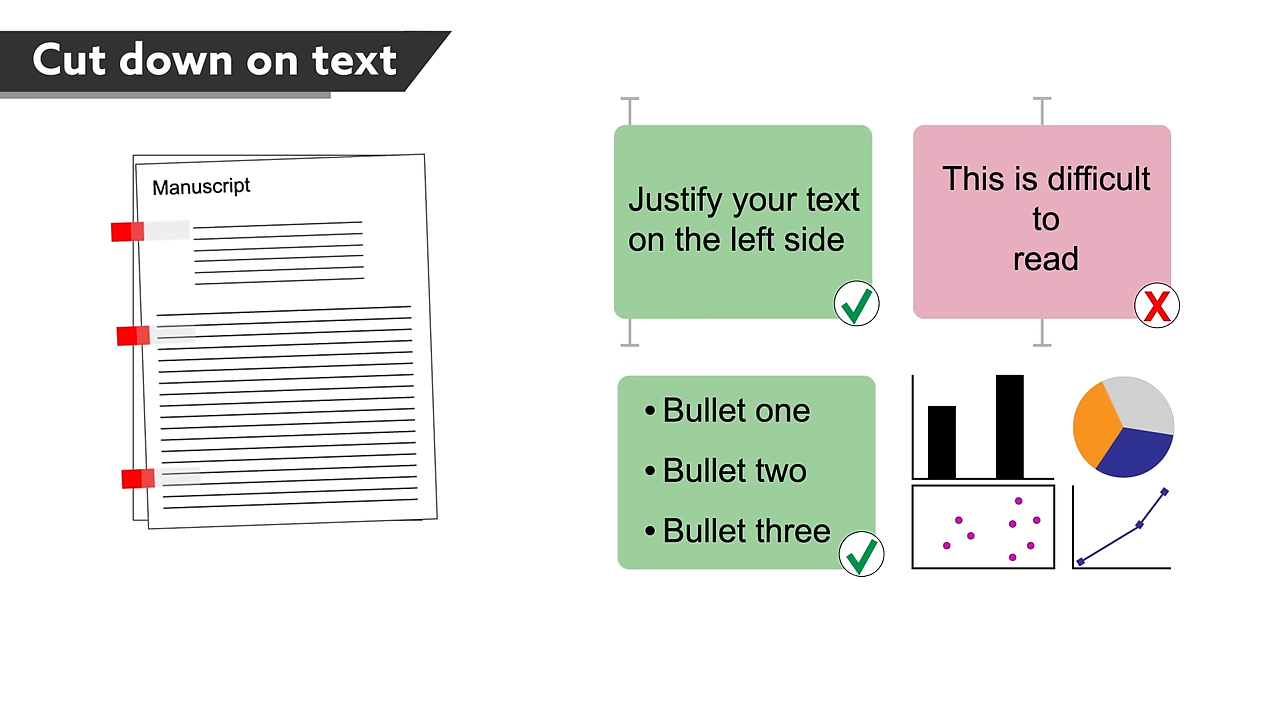 Cut down on text
Manuscript
Justify your text
on the left side
This is difficult
to
read
X
• Bullet one
• Bullet two
• Bullet three